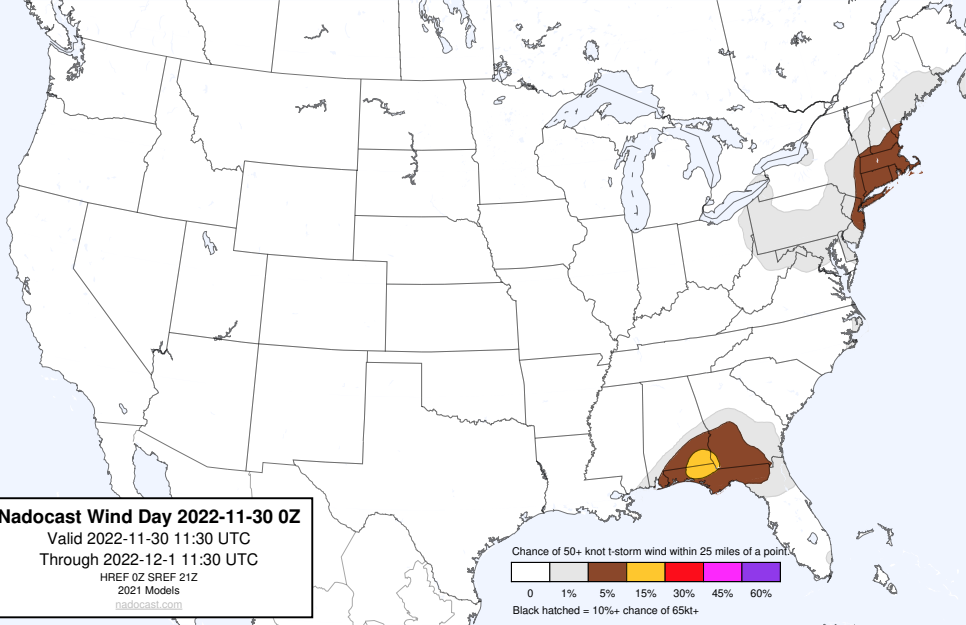 Nadocast Wind Day 2022-11-30 0Z
Valid 2022-11-30 11:30 UTC
Through 2022-12-1 11:30 UTC
HREF 0Z SREF 21Z
2021 Models
nadocast.com
Chance of 50+ knot t-storm wind within 25 miles of a point.
0 1% 5% 15% 30% 45% 60%
Black hatched = 10%+ chance of 65kt+